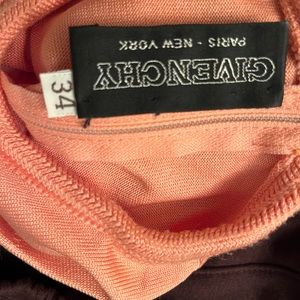 GIVENCHY
PARIS - NEW YORK
34